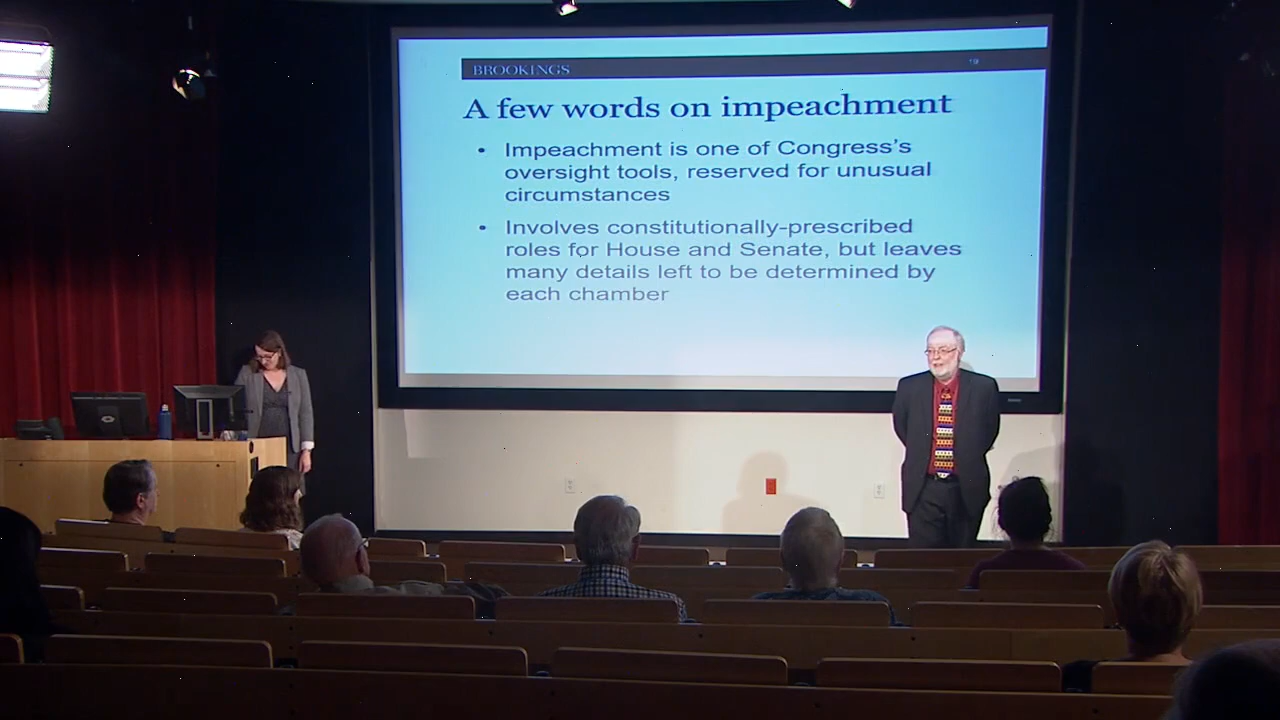 BROOKINGS
19
A few words on impeachment
• Impeachment is one of Congress's
oversight tools, reserved for unusual
circumstances
• Involves constitutionally-prescribed
roles for House and Senate, but leaves
many details left to be determined by
each chamber